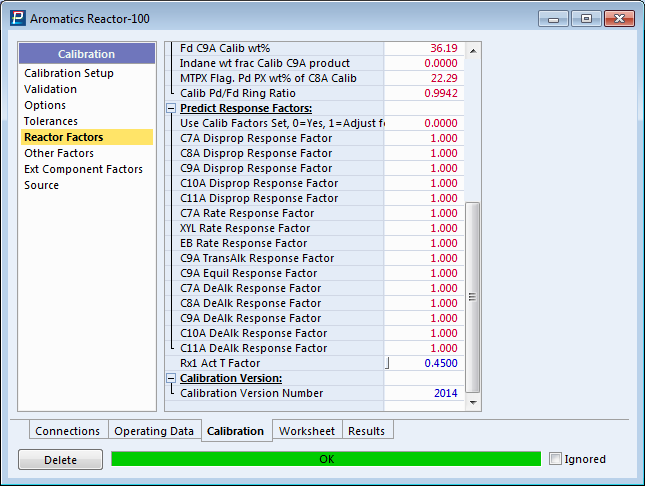 Aromatics Reactor-100
Calibration
Calibration Setup
Validation
Options
Tolerances
Reactor Factors
Other Factors
Ext Component Factors
Source
Fd C9A Calib wt% 36.19
Indane wt frac Calib C9A product 0.0000
MTPX Flag. Pd PX wt% of C8A Calib 22.29
Calib Pd/Fd Ring Ratio 0.9942
Predict Response Factors:
Use Calib Factors Set, 0=Yes, 1=Adjust f 0.0000
C7A Disprop Response Factor 1.000
C8A Disprop Response Factor 1.000
C9A Disprop Response Factor 1.000
C10A Disprop Response Factor 1.000
C11A Disprop Response Factor 1.000
C7A Rate Response Factor 1.000
XYL Rate Response Factor 1.000
EB Rate Response Factor 1.000
C9A TransAlk Response Factor 1.000
C9A Equil Response Factor 1.000
C7A DeAlk Response Factor 1.000
C8A DeAlk Response Factor 1.000
C9A DeAlk Response Factor 1.000
C10A DeAlk Response Factor 1.000
C11A DeAlk Response Factor 1.000
Rx1 Act T Factor 0.4500
Calibration Version:
Calibration Version Number 2014
Connections Operating Data Calibration Worksheet Results
Delete OK Ignored